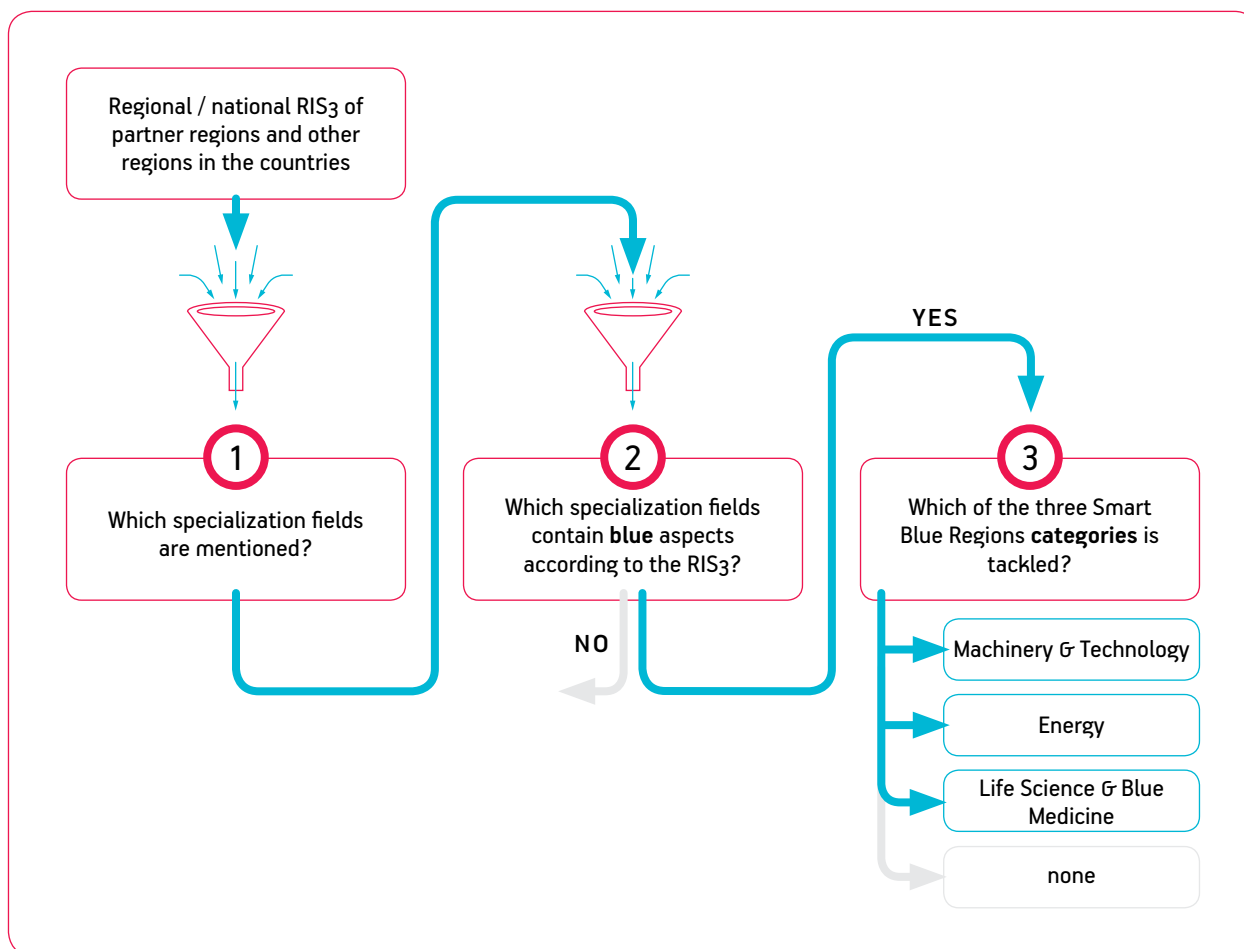 Regional / national RIS3 of
partner regions and other
regions in the countries
1
Which specialization fields
are mentioned?
2
Which specialization fields
contain blue aspects
according to the RIS3?
NO
YES
3
Which of the three Smart
Blue Regions categories is
tackled?
Machinery & Technology
Energy
Life Science & Blue
Medicine
none